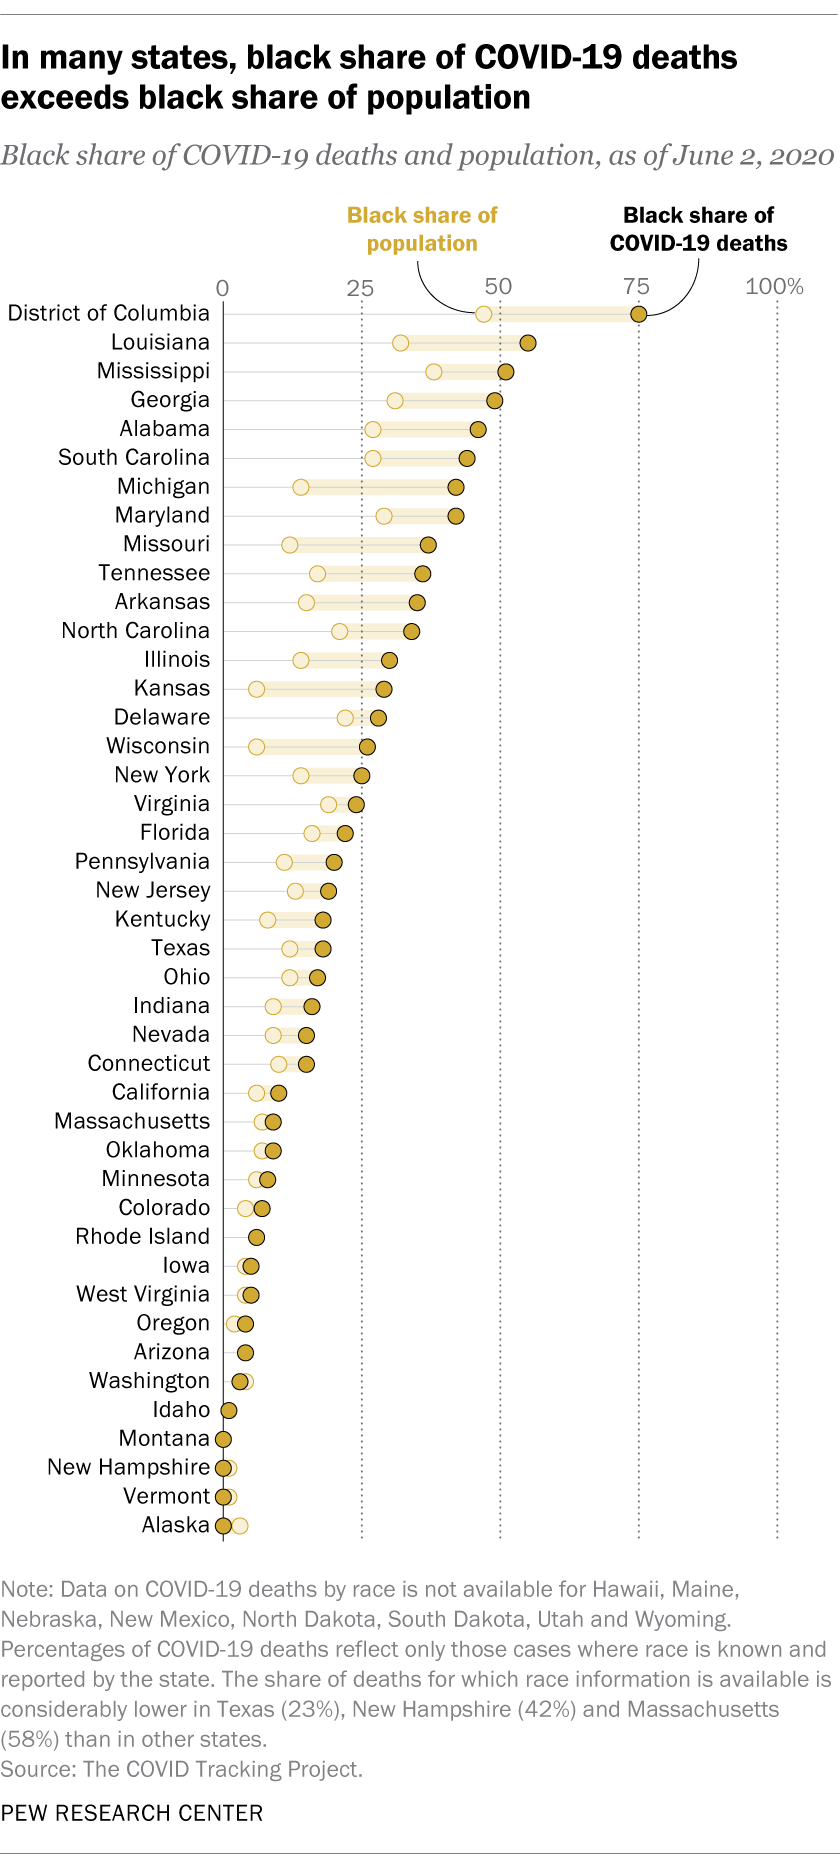 In many states, black share of COVID-19 deaths
exceeds black share of population
Black share of COVID-19 deaths and population, as of June 2, 2020
Black share of
population
Black share of
COVID-19 deaths
0 25 50 75 100%
District of Columbia
Louisiana
Mississippi
Georgia
Alabama
South Carolina
Michigan
Maryland
Missouri
Tennessee
Arkansas
North Carolina
Illinois
Kansas
Delaware
Wisconsin
New York
Virginia
Florida
Pennsylvania
New Jersey
Kentucky
Texas
Ohio
Indiana
Nevada
Connecticut
California
Massachusetts
Oklahoma
Minnesota
Colorado
Rhode Island
Iowa
West Virginia
Oregon
Arizona
Washington
Idaho
Montana
New Hampshire
Vermont
Alaska
Note: Data on COVID-19 deaths by race is not available for Hawaii, Maine,
Nebraska, New Mexico, North Dakota, South Dakota, Utah and Wyoming.
Percentages of COVID-19 deaths reflect only those cases where race is known and
reported by the state. The share of deaths for which race information is available is
considerably lower in Texas (23%), New Hampshire (42%) and Massachusetts
(58%) than in other states.
Source: The COVID Tracking Project.
PEW RESEARCH CENTER